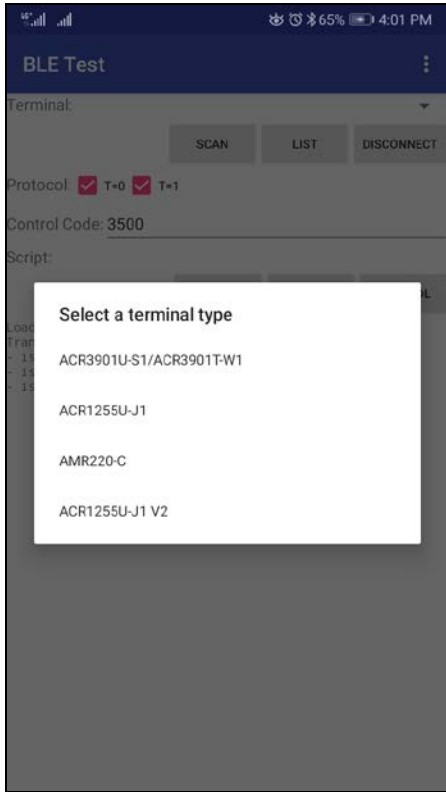 65% 4:01 PM
BLE Test
Terminal:
SCAN LIST DISCONNECT
Protocol: T=0 T=1
Control Code: 3500
Script:
Select a terminal type
ACR3901U-S1/ACR3901T-W1
ACR1255U-J1
AMR220-C
ACR1255U-J1 V2